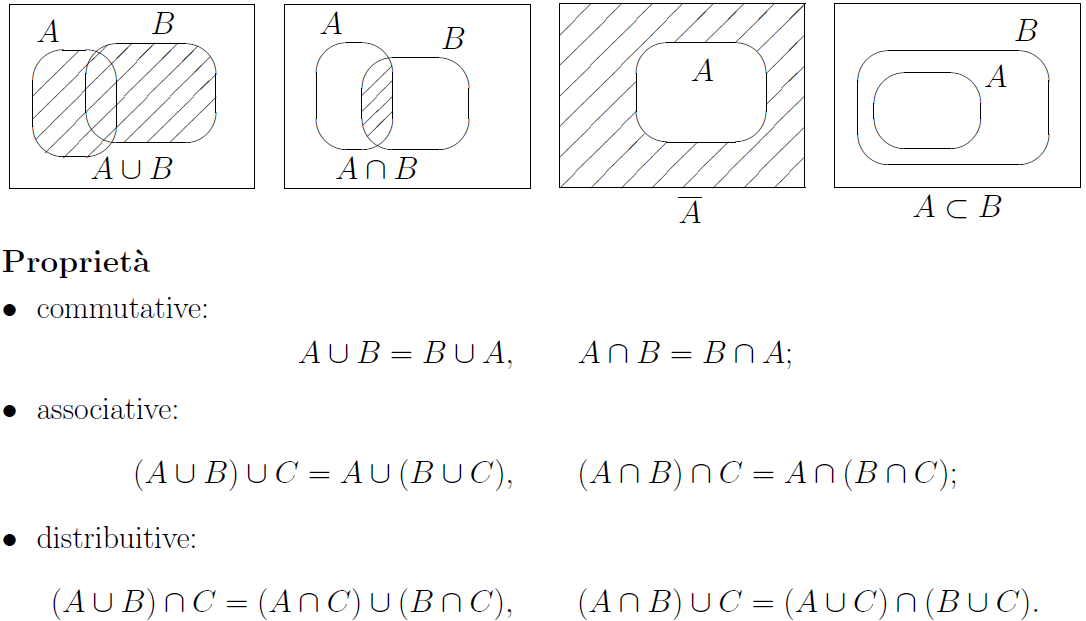 A B A B A B A
A ∪ B A ∩ B
A̅ A ⊂ B
Proprietà
• commutative:
A ∪ B = B ∪ A, A ∩ B = B ∩ A;
• associative:
(A ∪ B) ∪ C = A ∪ (B ∪ C), (A ∩ B) ∩ C = A ∩ (B ∩ C);
• distribuitive:
(A ∪ B) ∩ C = (A ∩ C) ∪ (B ∩ C), (A ∩ B) ∪ C = (A ∪ C) ∩ (B ∪ C).